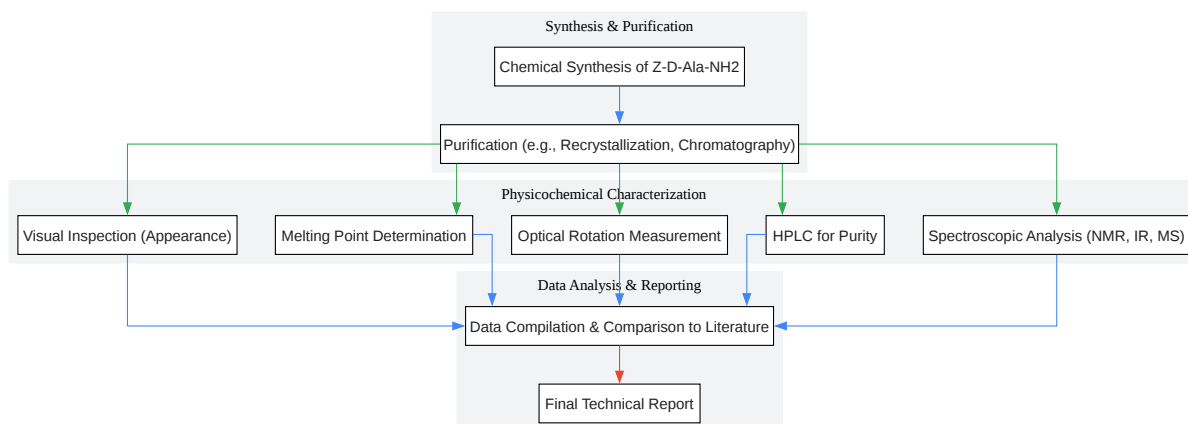 Synthesis & Purification
Chemical Synthesis of Z-D-Ala-NH2
Purification (e.g., Recrystallization, Chromatography)
Physicochemical Characterization
Visual Inspection (Appearance)
Melting Point Determination
Optical Rotation Measurement
HPLC for Purity
Spectroscopic Analysis (NMR, IR, MS)
Data Analysis & Reporting
Data Compilation & Comparison to Literature
Final Technical Report